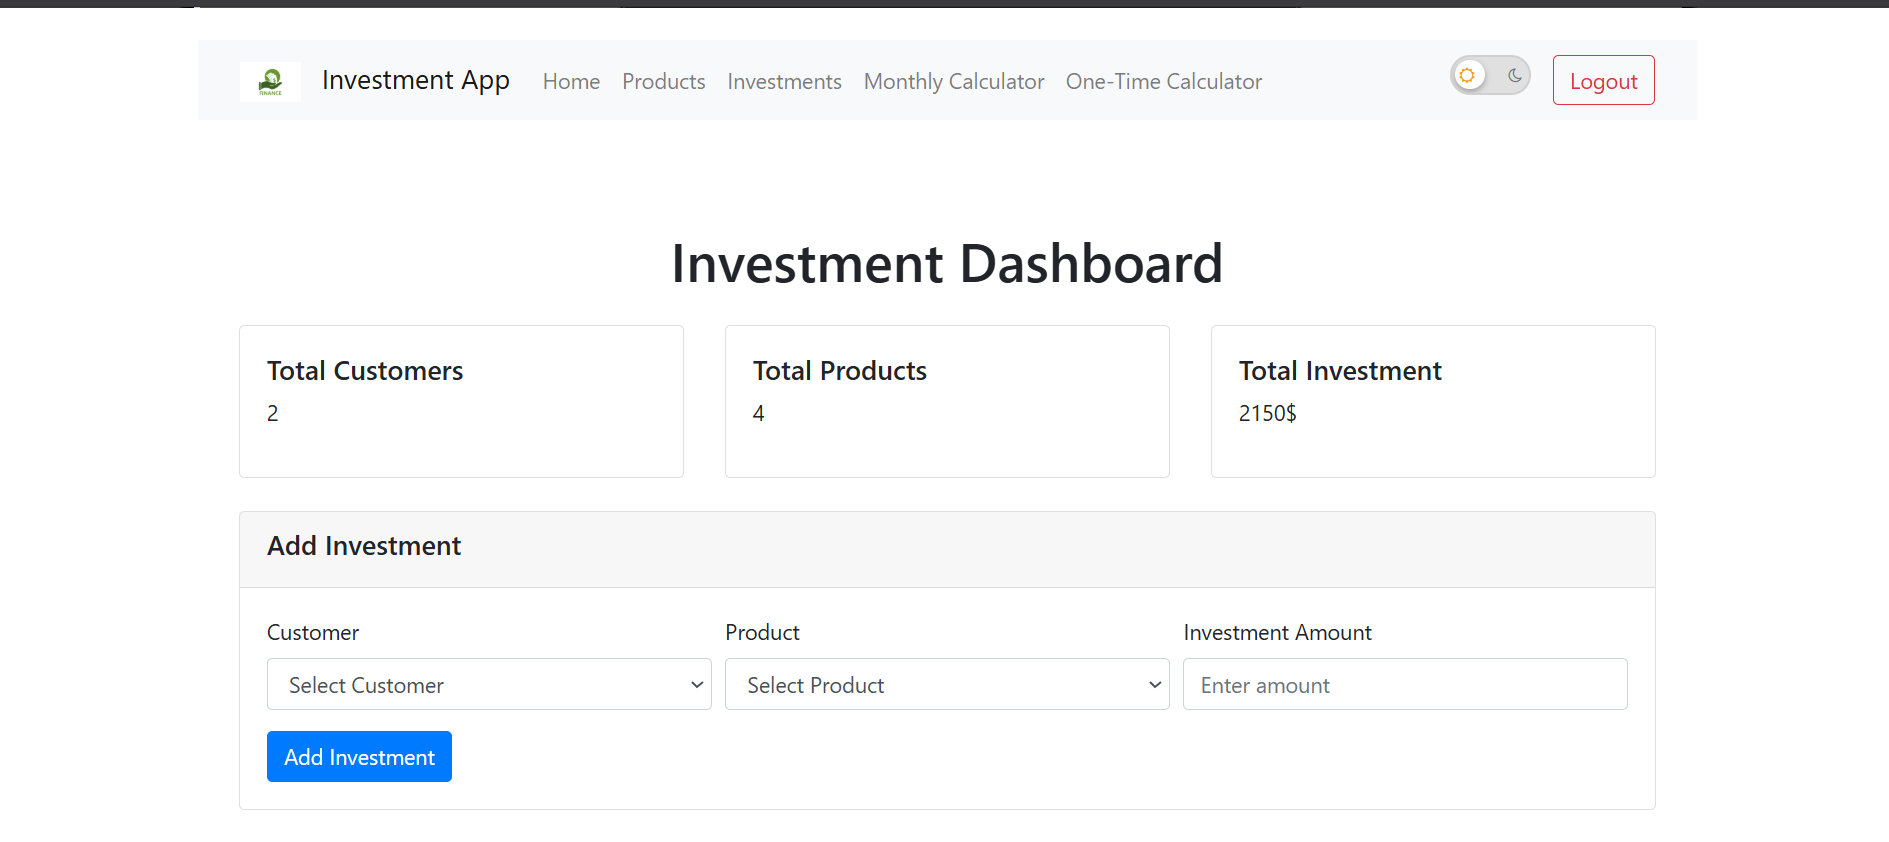 FINANCE
Investment App Home Products Investments Monthly Calculator One-Time Calculator Logout
Investment Dashboard
Total Customers Total Products Total Investment
2 4 2150$
Add Investment
Customer Product Investment Amount
Select Customer Select Product Enter amount
Add Investment